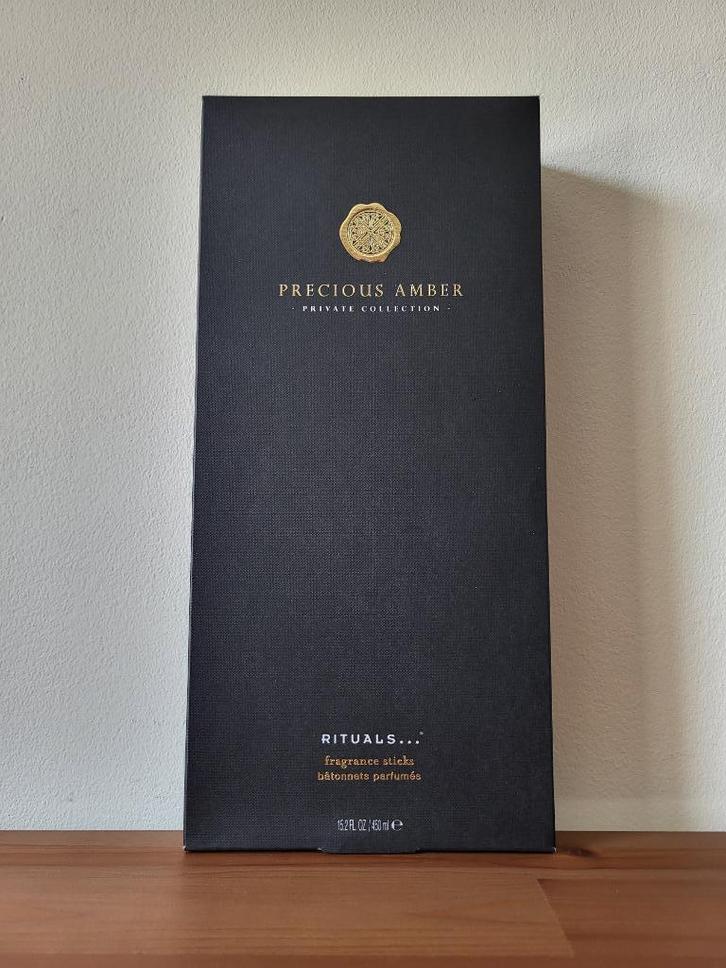 PRECIOUS AMBER
· PRIVATE COLLECTION ·
RITUALS...®
fragrance sticks
bâtonnets parfumés
15.2 FL OZ / 450 ml ℮